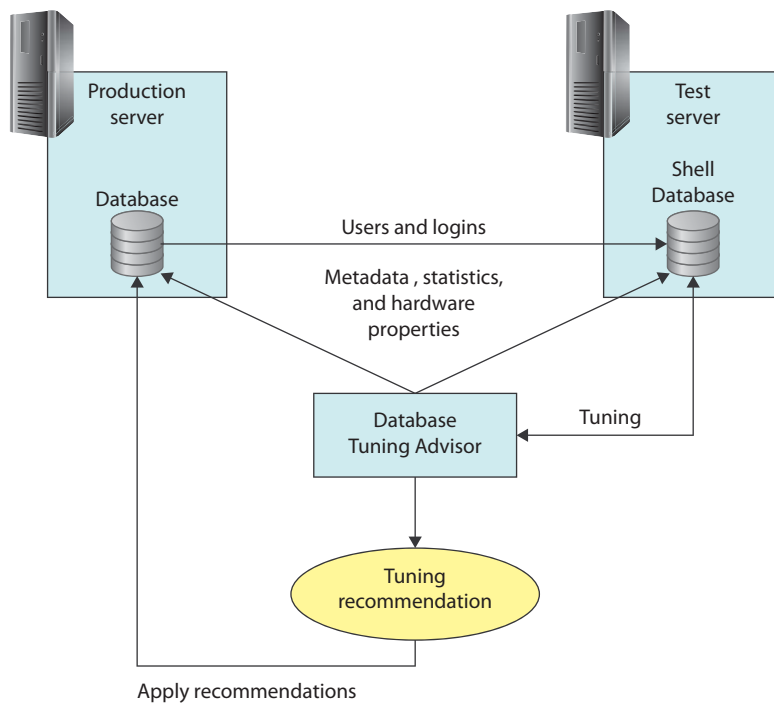 Production
server
Test
server
Database
Shell
Database
Users and logins
Metadata , statistics,
and hardware
properties
Database
Tuning Advisor
Tuning
Tuning
recommendation
Apply recommendations